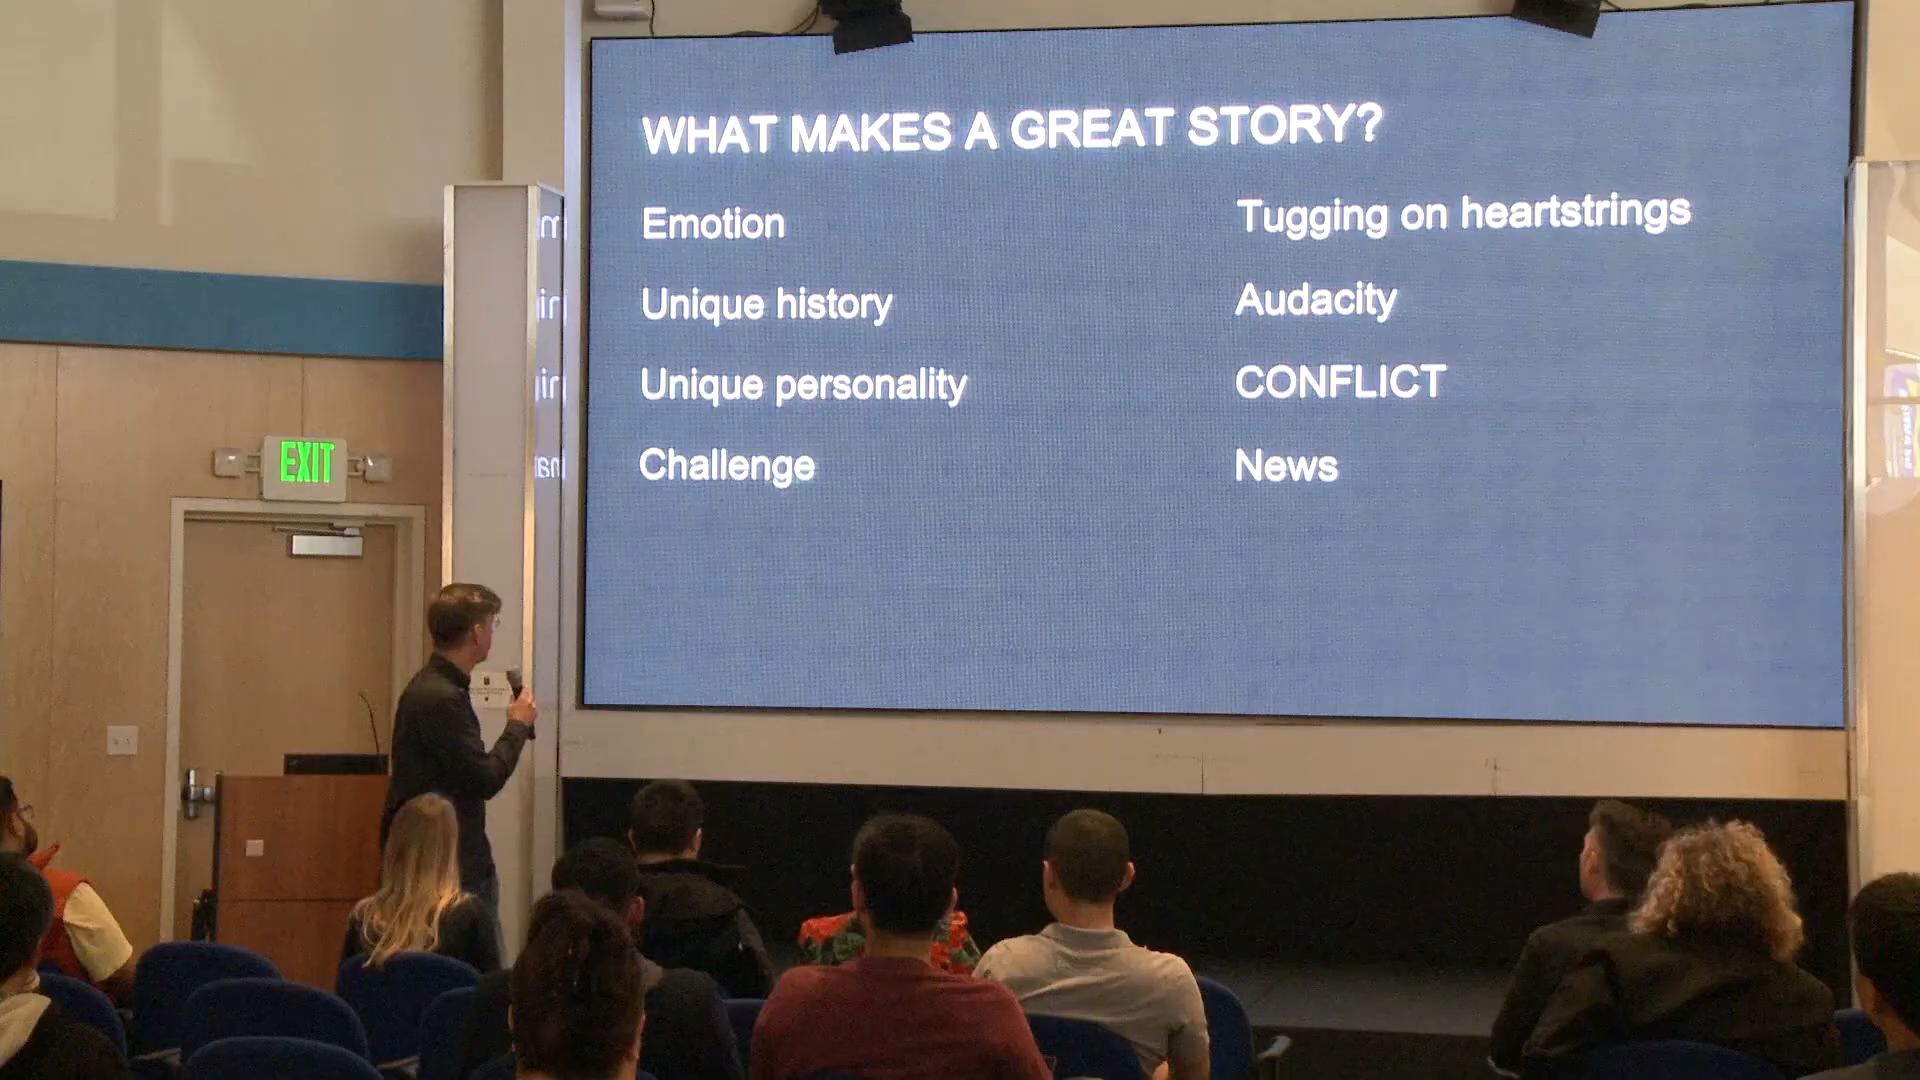 WHAT MAKES A GREAT STORY?
Emotion
Unique history
Unique personality
Challenge
Tugging on heartstrings
Audacity
CONFLICT
News
EXIT